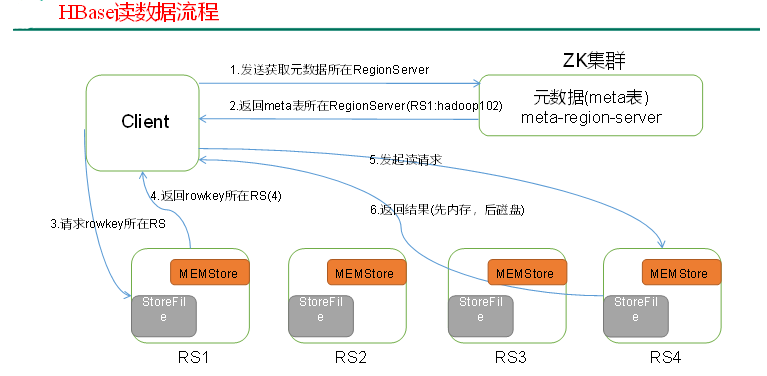 HBase读数据流程
ZK集群
1.发送获取元数据所在RegionServer
元数据(meta表)
meta-region-server
2.返回meta表所在RegionServer(RS1:hadoop102)
Client
5.发起读请求
4.返回rowkey所在RS(4)
6.返回结果(先内存，后磁盘)
3.请求rowkey所在RS
MEMStore
StoreFil
e
RS1
MEMStore
StoreFil
e
RS2
MEMStore
StoreFil
e
RS3
MEMStore
StoreFil
e
RS4